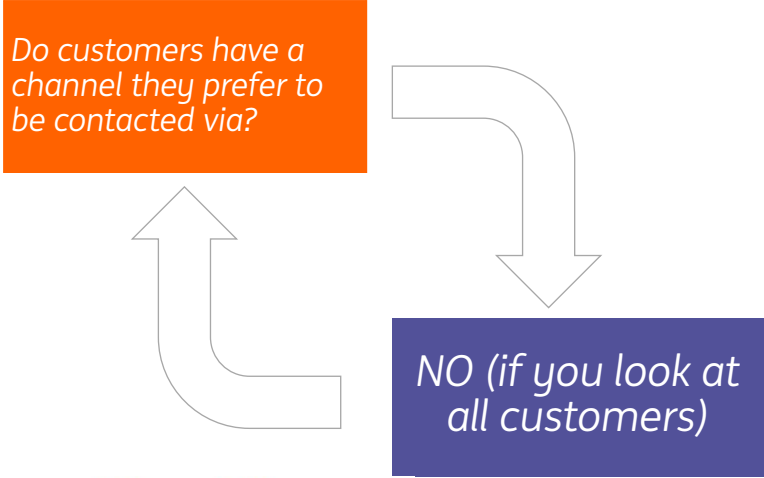 Do customers have a
channel they prefer to
be contacted via?
NO (if you look at
all customers)